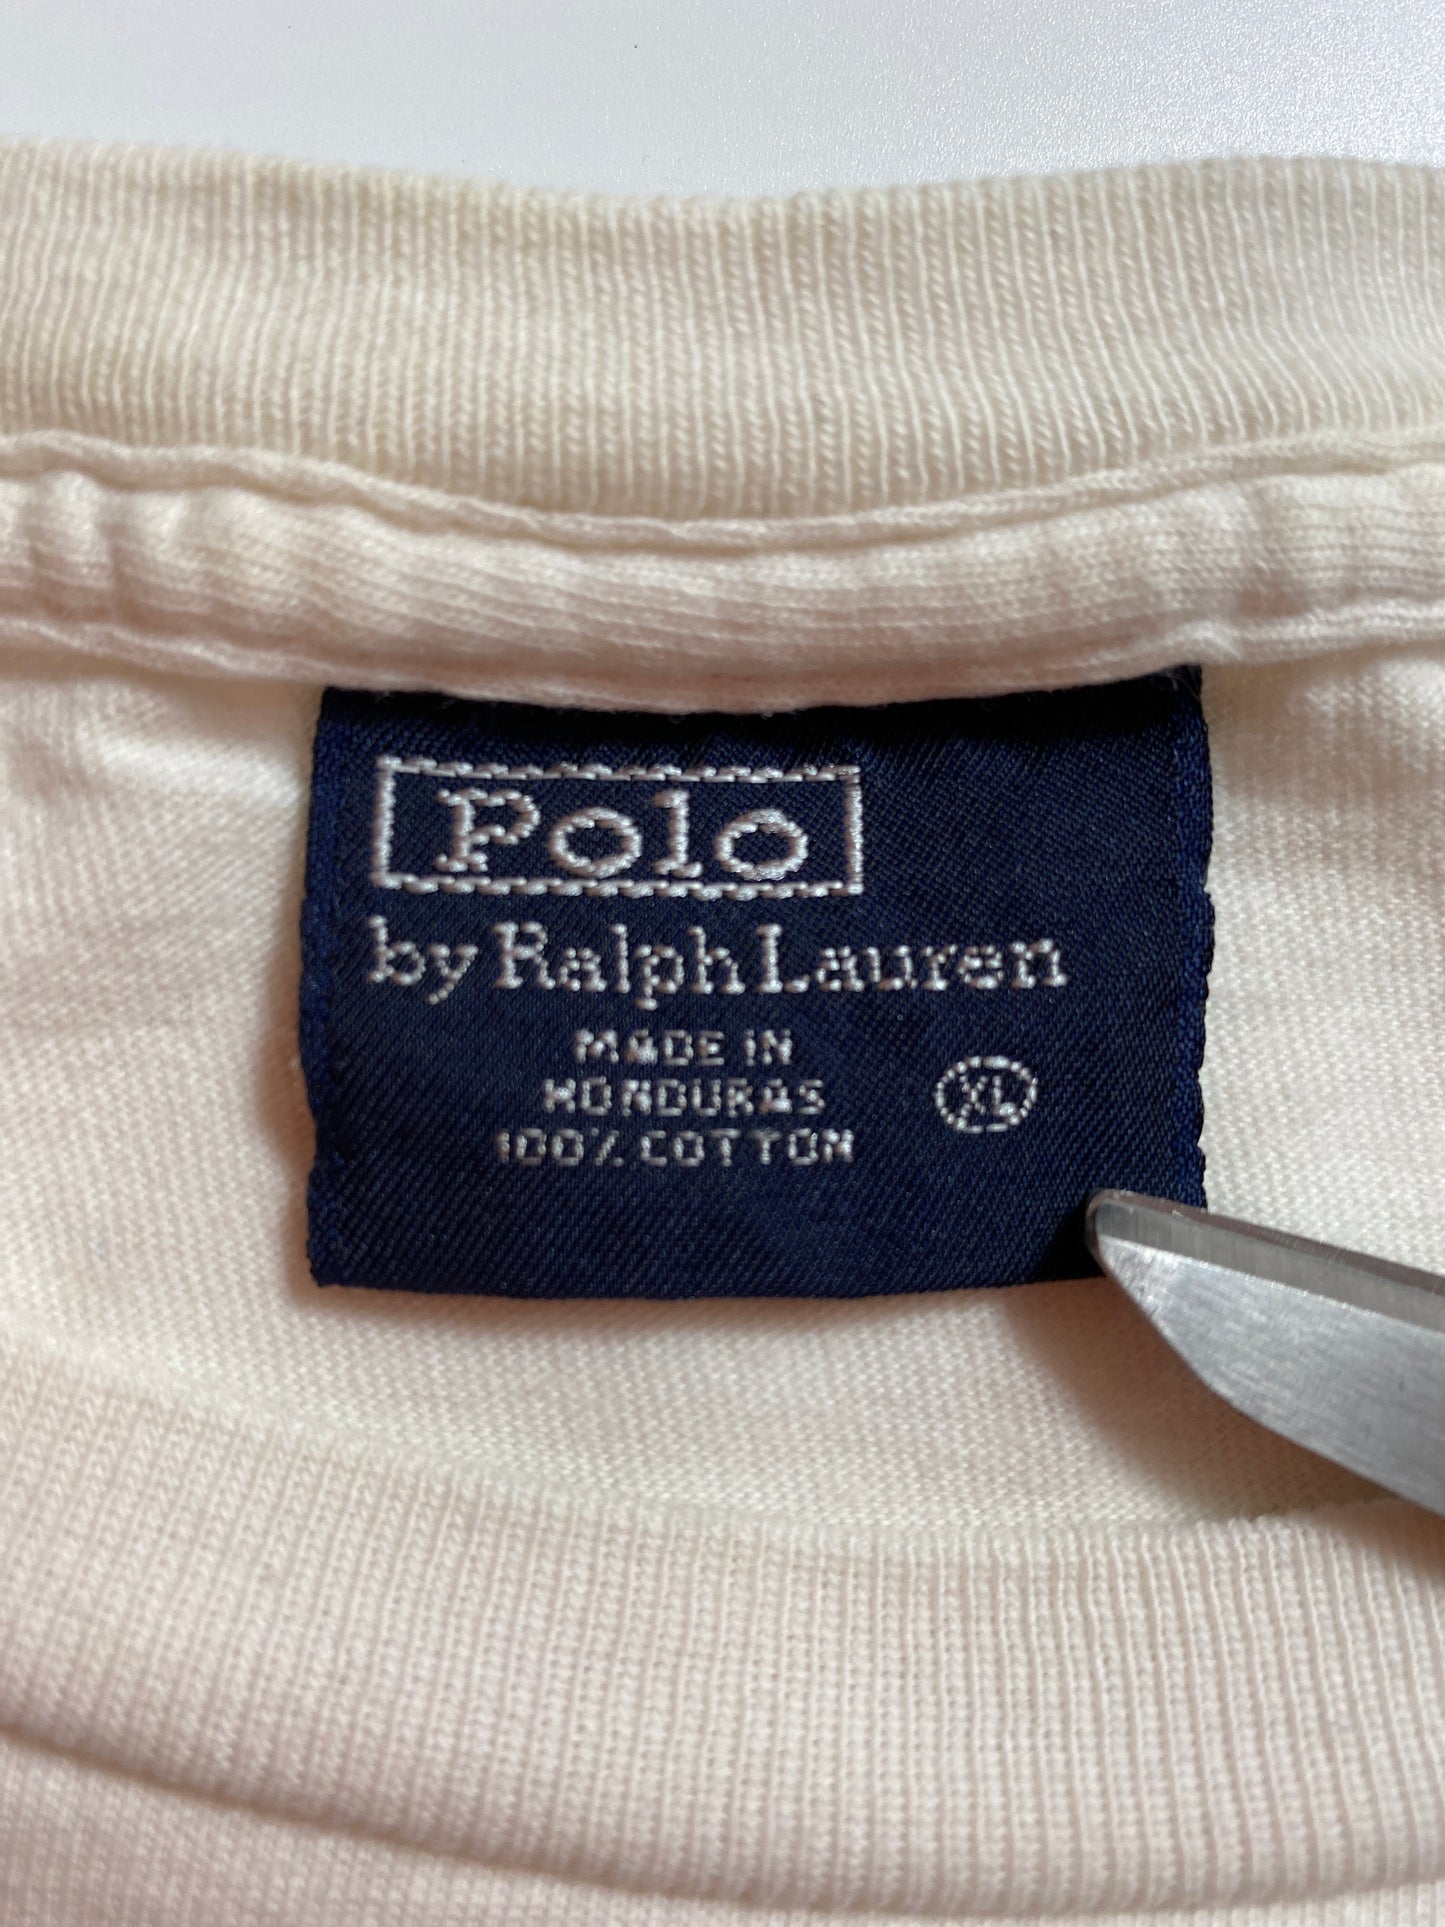 Polo
by Ralph Lauren
MADE IN
HONDURAS
100% COTTON
XL